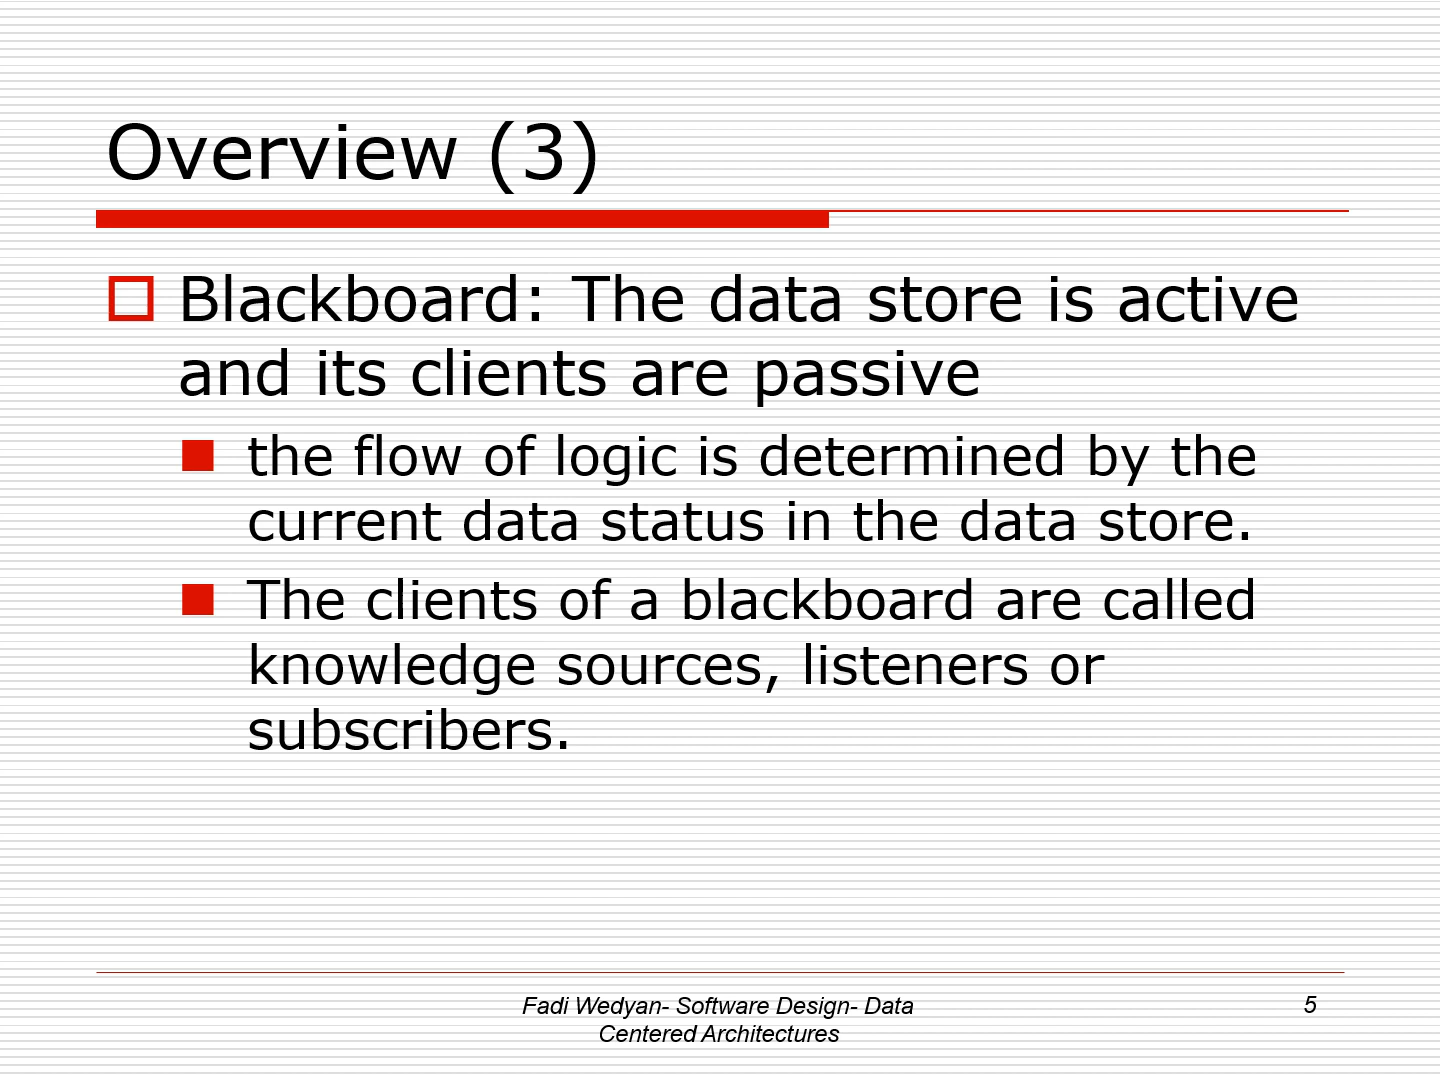 Overview (3)
Blackboard: The data store is active
and its clients are passive
the flow of logic is determined by the
current data status in the data store.
The clients of a blackboard are called
knowledge sources, listeners or
subscribers.
Fadi Wedyan- Software Design- Data
Centered Architectures
5